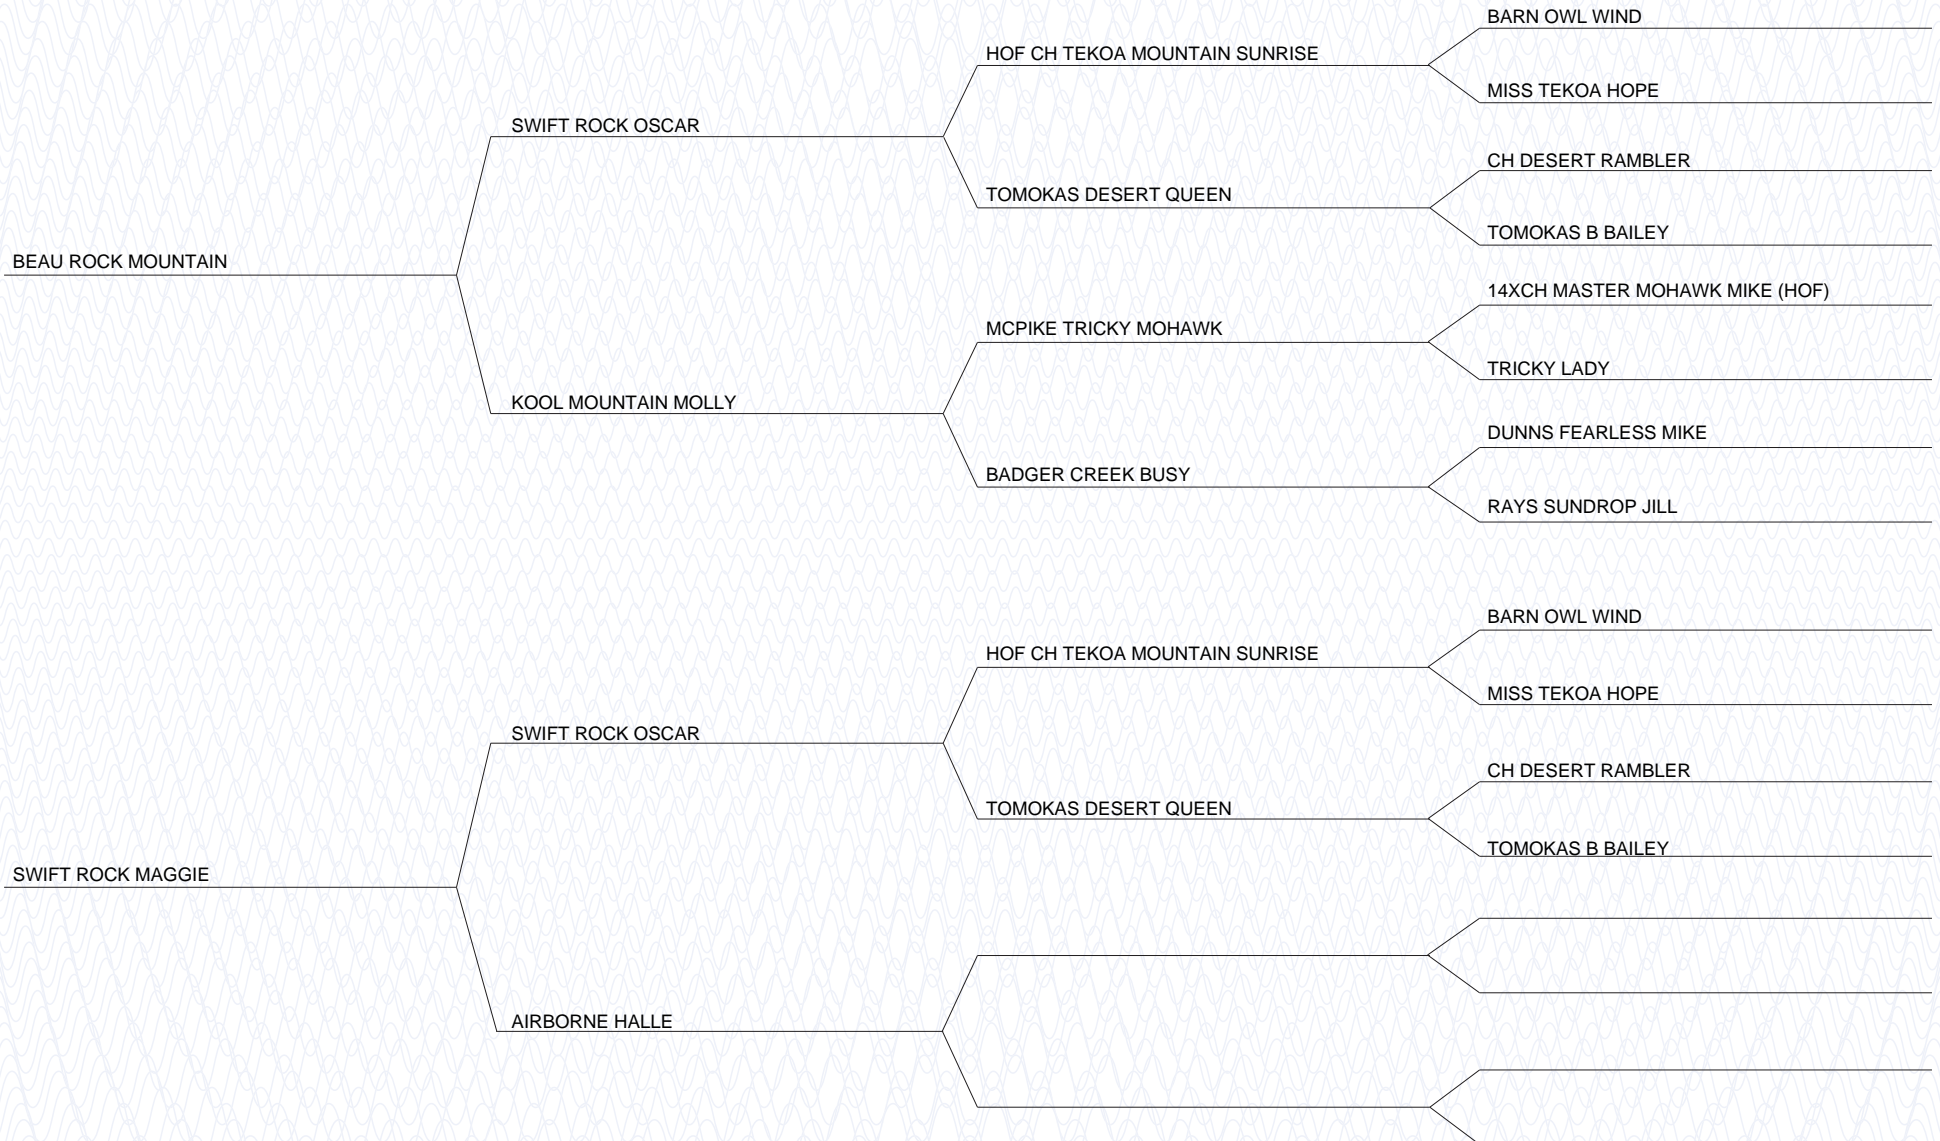 BARN OWL WIND
HOF CH TEKOA MOUNTAIN SUNRISE
MISS TEKOA HOPE
SWIFT ROCK OSCAR
CH DESERT RAMBLER
TOMOKAS DESERT QUEEN
TOMOKAS B BAILEY
BEAU ROCK MOUNTAIN
14XCH MASTER MOHAWK MIKE (HOF)
MCPIKE TRICKY MOHAWK
TRICKY LADY
KOOL MOUNTAIN MOLLY
DUNNS FEARLESS MIKE
BADGER CREEK BUSY
RAYS SUNDROP JILL
BARN OWL WIND
HOF CH TEKOA MOUNTAIN SUNRISE
MISS TEKOA HOPE
SWIFT ROCK OSCAR
CH DESERT RAMBLER
TOMOKAS DESERT QUEEN
TOMOKAS B BAILEY
SWIFT ROCK MAGGIE
AIRBORNE HALLE